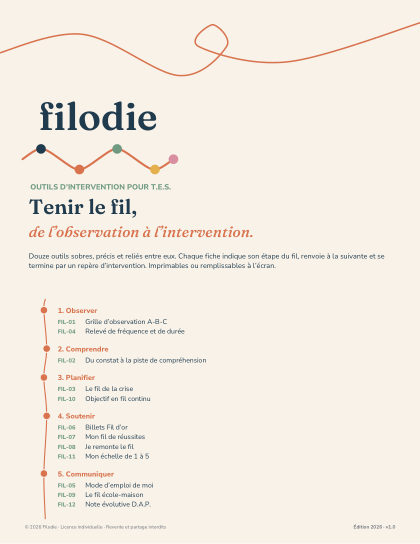 filodie
OUTILS D'INTERVENTION POUR T.E.S.
Tenir le fil,
de l'observation à l'intervention.
Douze outils sobres, précis et reliés entre eux. Chaque fiche indique son étape du fil, renvoie à la suivante et se
termine par un repère d'intervention. Imprimables ou remplissables à l'écran.
1. Observer
FIL-01 Grille d'observation A-B-C
FIL-04 Relevé de fréquence et de durée
2. Comprendre
FIL-02 Du constat à la piste de compréhension
3. Planifier
FIL-03 Le fil de la crise
FIL-10 Objectif en fil continu
4. Soutenir
FIL-06 Billets Fil d'or
FIL-07 Mon fil de réussites
FIL-08 Je remonte le fil
FIL-11 Mon échelle de 1 à 5
5. Communiquer
FIL-05 Mode d'emploi de moi
FIL-09 Le fil école-maison
FIL-12 Note évolutive D.A.P.
© 2026 Filodie · Licence individuelle · Revente et partage interdits
Édition 2026 · v1.0